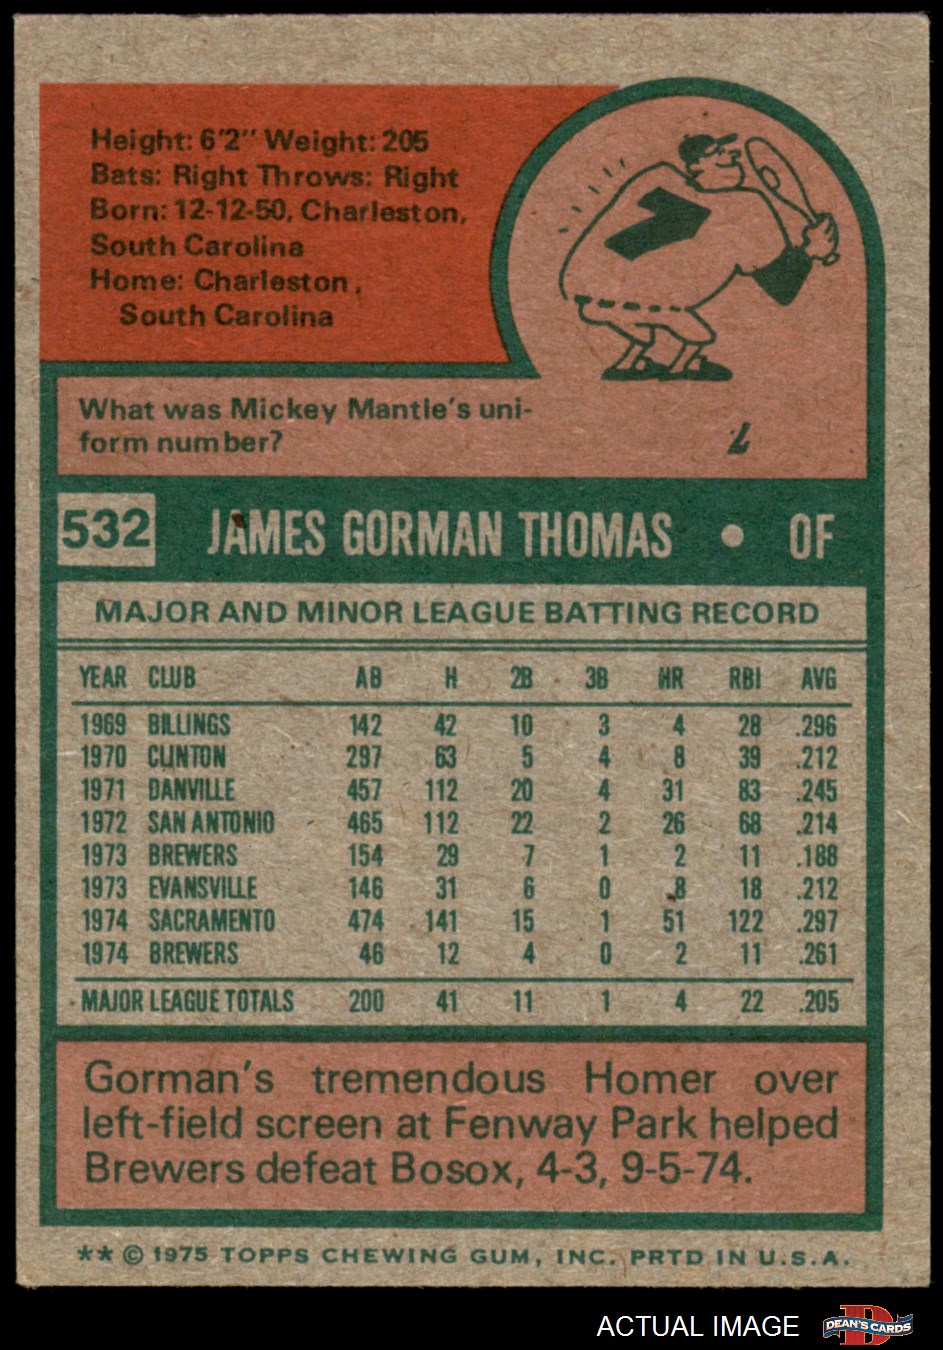 Height: 6'2" Weight: 205
Bats: Right Throws: Right
Born: 12-12-50, Charleston,
South Carolina
Home: Charleston,
South Carolina
What was Mickey Mantle's uni-
form number?
7
532 JAMES GORMAN THOMAS • OF
MAJOR AND MINOR LEAGUE BATTING RECORD
YEAR CLUB AB H 2B 3B HR RBI AVG
1969 BILLINGS 142 42 10 3 4 28 .296
1970 CLINTON 297 63 5 4 8 39 .212
1971 DANVILLE 457 112 20 4 31 83 .245
1972 SAN ANTONIO 465 112 22 2 26 68 .214
1973 BREWERS 154 29 7 1 2 11 .188
1973 EVANSVILLE 146 31 6 0 8 18 .212
1974 SACRAMENTO 474 141 15 1 51 122 .297
1974 BREWERS 46 12 4 0 2 11 .261
MAJOR LEAGUE TOTALS 200 41 11 1 4 22 .205
Gorman's tremendous Homer over
left-field screen at Fenway Park helped
Brewers defeat Bosox, 4-3, 9-5-74.
** © 1975 TOPPS CHEWING GUM, INC. PRTD IN U.S.A.
ACTUAL IMAGE
D
DEAN'S CARDS